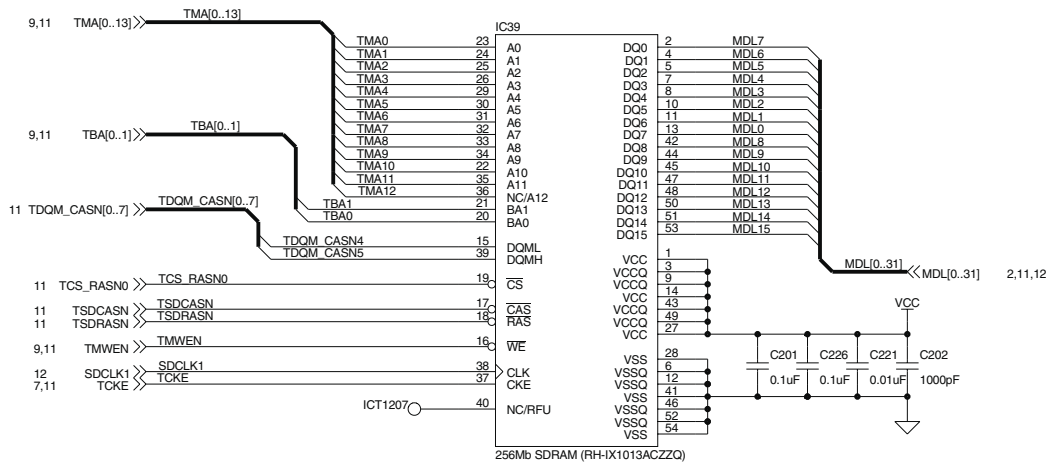 IC39
9,11 TMA[0..13] TMA[0..13]
TMA0 23 A0 DQ0 2 MDL7
TMA1 24 A1 DQ1 4 MDL6
TMA2 25 A2 DQ2 5 MDL5
TMA3 26 A3 DQ3 7 MDL4
TMA4 29 A4 DQ4 8 MDL3
TMA5 30 A5 DQ5 10 MDL2
TMA6 31 A6 DQ6 11 MDL1
TMA7 32 A7 DQ7 13 MDL0
TMA8 33 A8 DQ8 42 MDL8
TMA9 34 A9 DQ9 44 MDL9
TMA10 22 A10 DQ10 45 MDL10
TMA11 35 A11 DQ11 47 MDL11
TMA12 36 NC/A12 DQ12 48 MDL12
9,11 TBA[0..1] TBA[0..1]
TBA1 21 BA1 DQ13 50 MDL13
TBA0 20 BA0 DQ14 51 MDL14
DQ15 53 MDL15
11 TDQM_CASN[0..7] TDQM_CASN[0..7]
TDQM_CASN4 15 DQML
TDQM_CASN5 39 DQMH
VCC 1
VCCQ 3
VCCQ 9
VCC 14
VCCQ 43
VCCQ 49
VCC 27
MDL[0..31] MDL[0..31] 2,11,12
11 TCS_RASN0 TCS_RASN0 19 CS
11 TSDCASN TSDCASN 17 CAS
11 TSDRASN TSDRASN 18 RAS
9,11 TMWEN TMWEN 16 WE
12 SDCLK1 SDCLK1 38 CLK
7,11 TCKE TCKE 37 CKE
ICT1207 40 NC/RFU
VSS 28
VSSQ 6
VSSQ 12
VSS 41
VSSQ 46
VSSQ 52
VSS 54
VCC
C201 C226 C221 C202
0.1uF 0.1uF 0.01uF 1000pF
256Mb SDRAM (RH-IX1013ACZZQ)